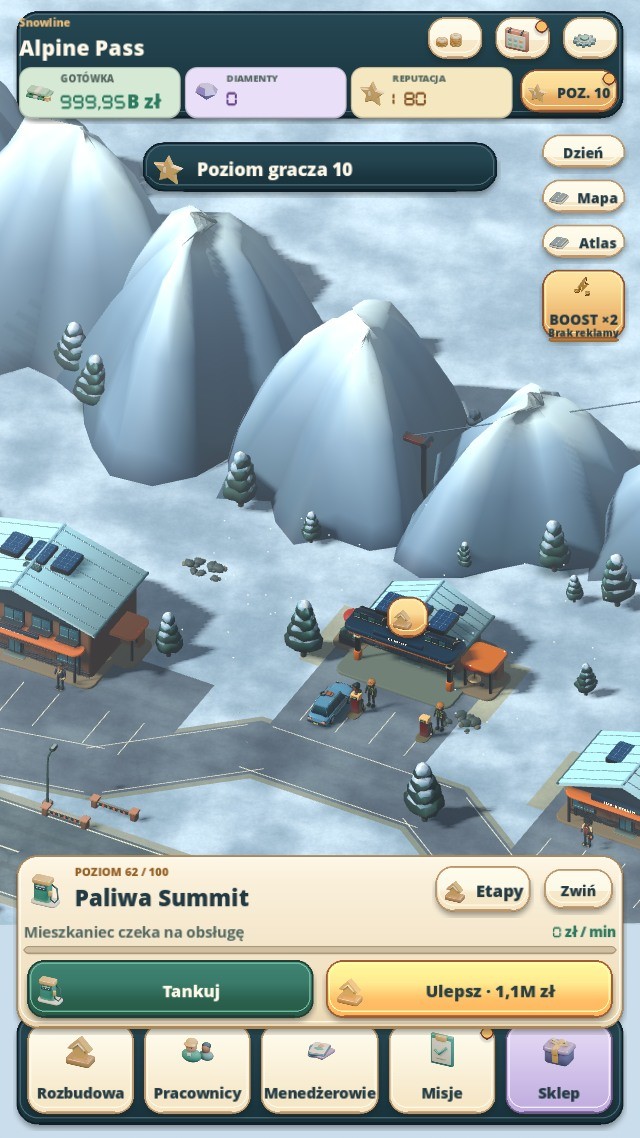 Snowline
Alpine Pass
GOTÓWKA
999,95B zł
DIAMENTY
0
REPUTACJA
180
POZ. 10
Poziom gracza 10
Dzień
Mapa
Atlas
BOOST ×2
Brak reklamy
POZIOM 62 / 100
Paliwa Summit
Etapy
Zwiń
Mieszkaniec czeka na obsługę
0 zł / min
Tankuj
Ulepsz · 1,1M zł
Rozbudowa
Pracownicy
Menedżerowie
Misje
Sklep